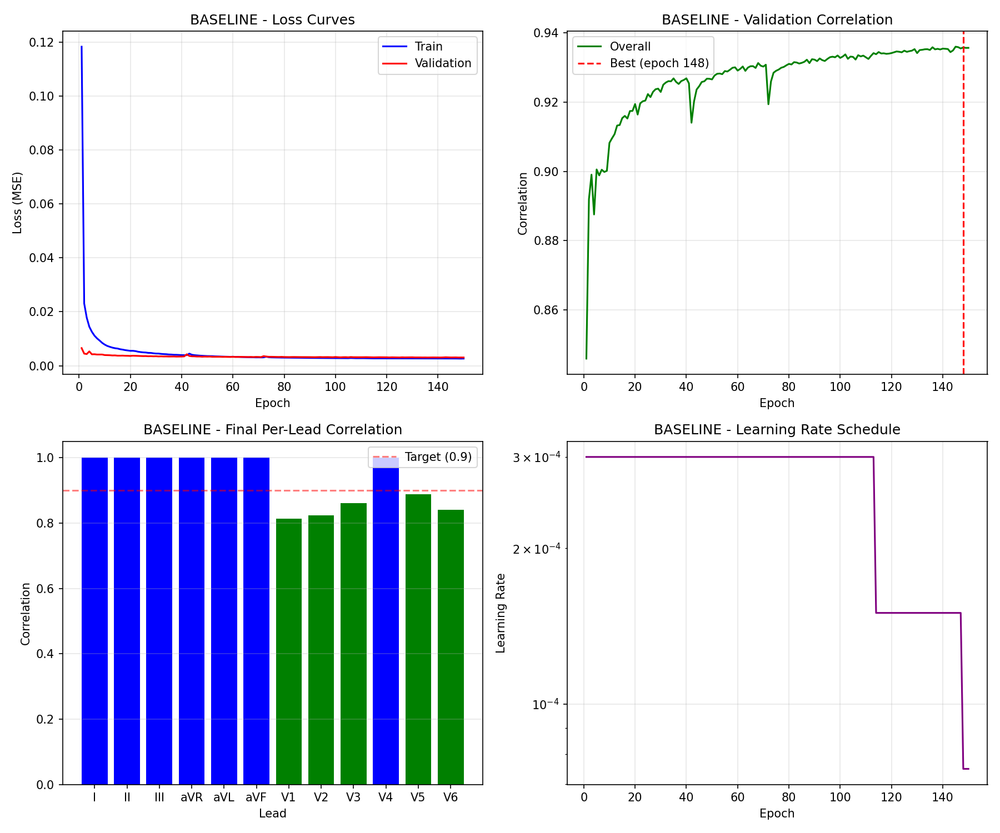 BASELINE - Loss Curves
0.12
0.10
0.08
0.06
0.04
0.02
0.00
Loss (MSE)
Train
Validation
0 20 40 60 80 100 120 140
Epoch
BASELINE - Validation Correlation
0.94
0.92
0.90
0.88
0.86
Correlation
Overall
Best (epoch 148)
0 20 40 60 80 100 120 140
Epoch
BASELINE - Final Per-Lead Correlation
1.0
0.8
0.6
0.4
0.2
0.0
Correlation
Target (0.9)
I II III aVR aVL aVF V1 V2 V3 V4 V5 V6
Lead
BASELINE - Learning Rate Schedule
3 × 10⁻⁴
2 × 10⁻⁴
10⁻⁴
Learning Rate
0 20 40 60 80 100 120 140
Epoch